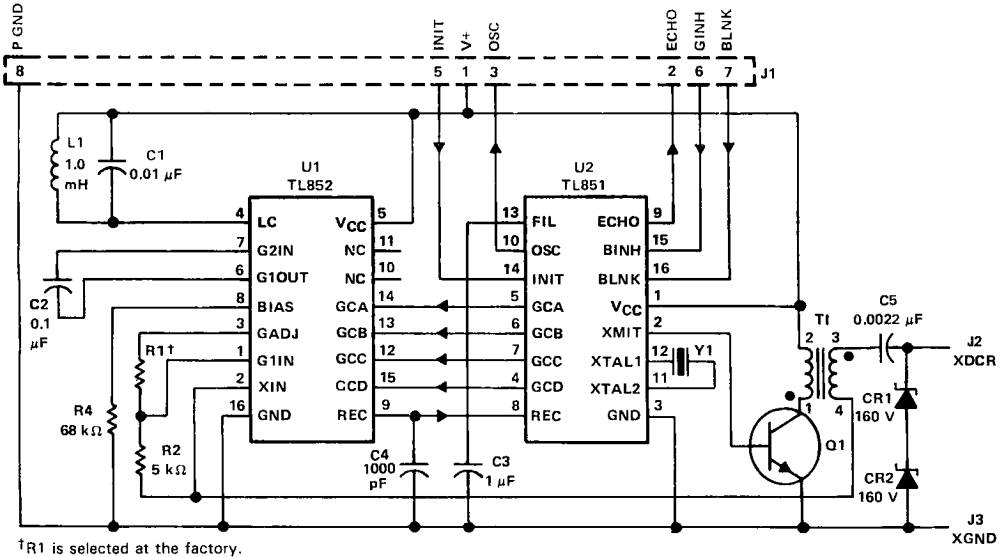 P GND
INIT
V+
OSC
ECHO
GINH
BLNK
8
5
1
3
2
6
7
J1
L1
1.0
mH
C1
0.01 µF
U1
TL852
U2
TL851
4 LC
7 G2IN
6 G1OUT
8 BIAS
3 GADJ
1 G1IN
2 XIN
16 GND
VCC 5
NC 11
NC 10
GCA 14
GCB 13
GCC 12
CCD 15
REC 9
13 FIL
10 OSC
14 INIT
5 GCA
6 GCB
7 GCC
4 GCD
8 REC
ECHO 9
BINH 15
BLNK 16
VCC 1
XMIT 2
XTAL1 12
XTAL2 11
GND 3
Y1
C2
0.1
µF
R1†
R4
68 kΩ
R2
5 kΩ
C4
1000
pF
C3
1 µF
T1
2 3
1 4
Q1
C5
0.0022 µF
J2
XDCR
CR1
160 V
CR2
160 V
J3
XGND
†R1 is selected at the factory.